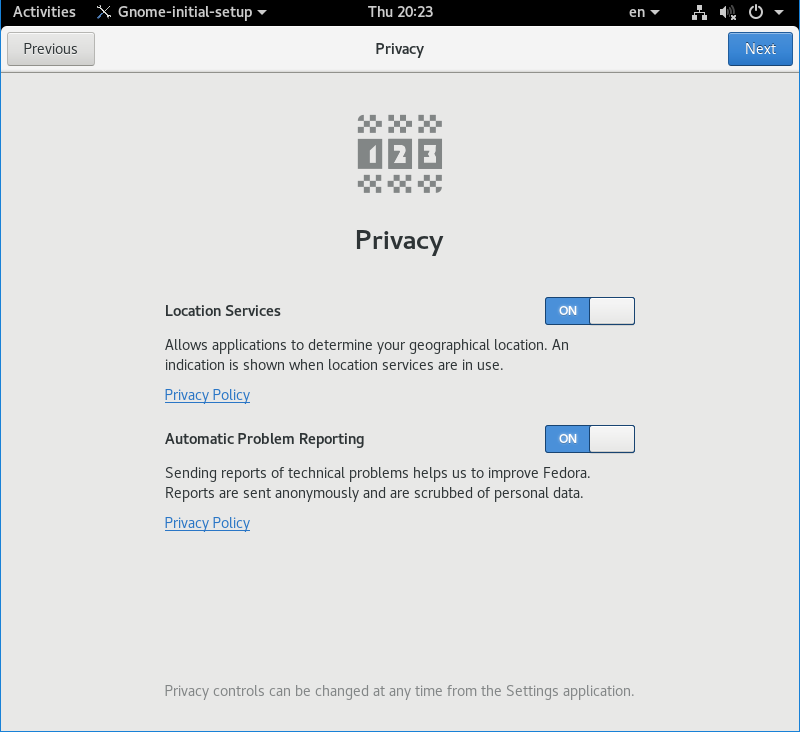 Activities Gnome-initial-setup Thu 20:23 en
Previous Privacy Next
1 2 3
Privacy
Location Services ON
Allows applications to determine your geographical location. An
indication is shown when location services are in use.
Privacy Policy
Automatic Problem Reporting ON
Sending reports of technical problems helps us to improve Fedora.
Reports are sent anonymously and are scrubbed of personal data.
Privacy Policy
Privacy controls can be changed at any time from the Settings application.